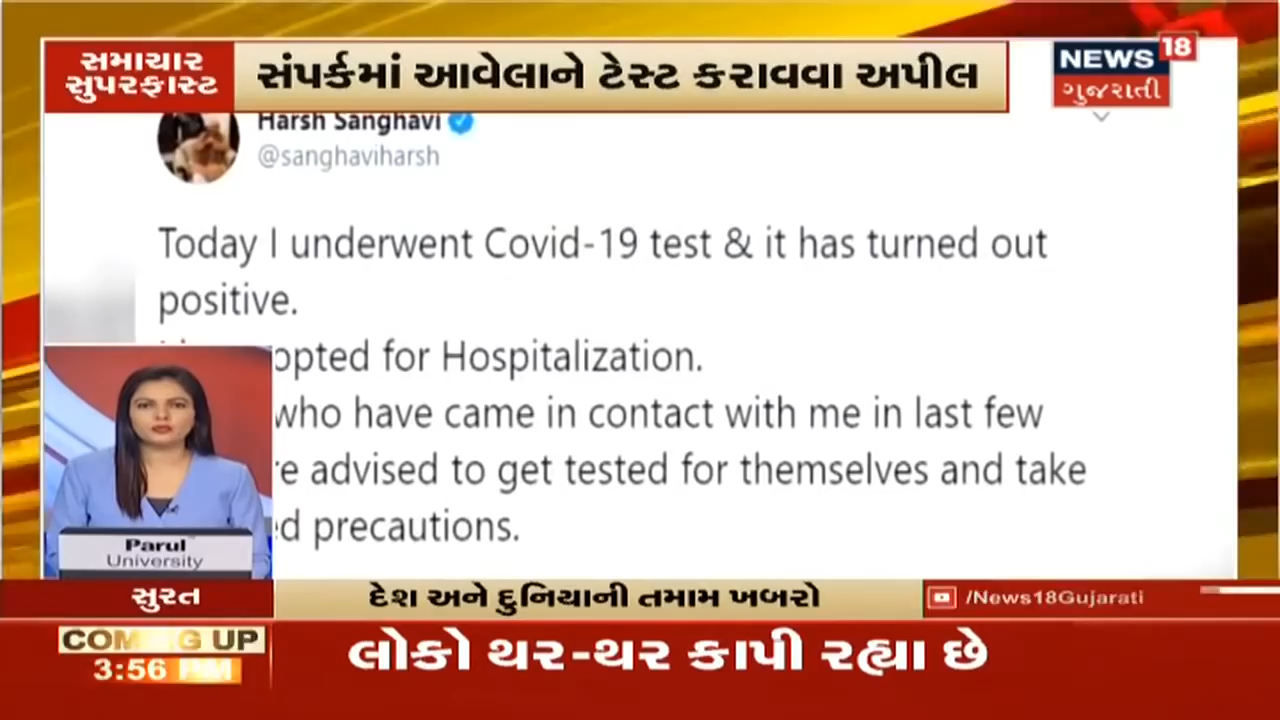 સમાચાર
સુપરફાસ્ટ
સંપર્કમાં આવેલાને ટેસ્ટ કરાવવા અપીલ
NEWS 18
ગુજરાતી
Harsh Sanghavi
@sanghaviharsh
Today I underwent Covid-19 test & it has turned out
positive.
opted for Hospitalization.
who have came in contact with me in last few
advised to get tested for themselves and take
precautions.
Parul
University
સુરત
દેશ અને દુનિયાની તમામ ખબરો
/News18Gujarati
COMING UP
3:56 PM
લોકો થર-થર કાપી રહ્યા છે